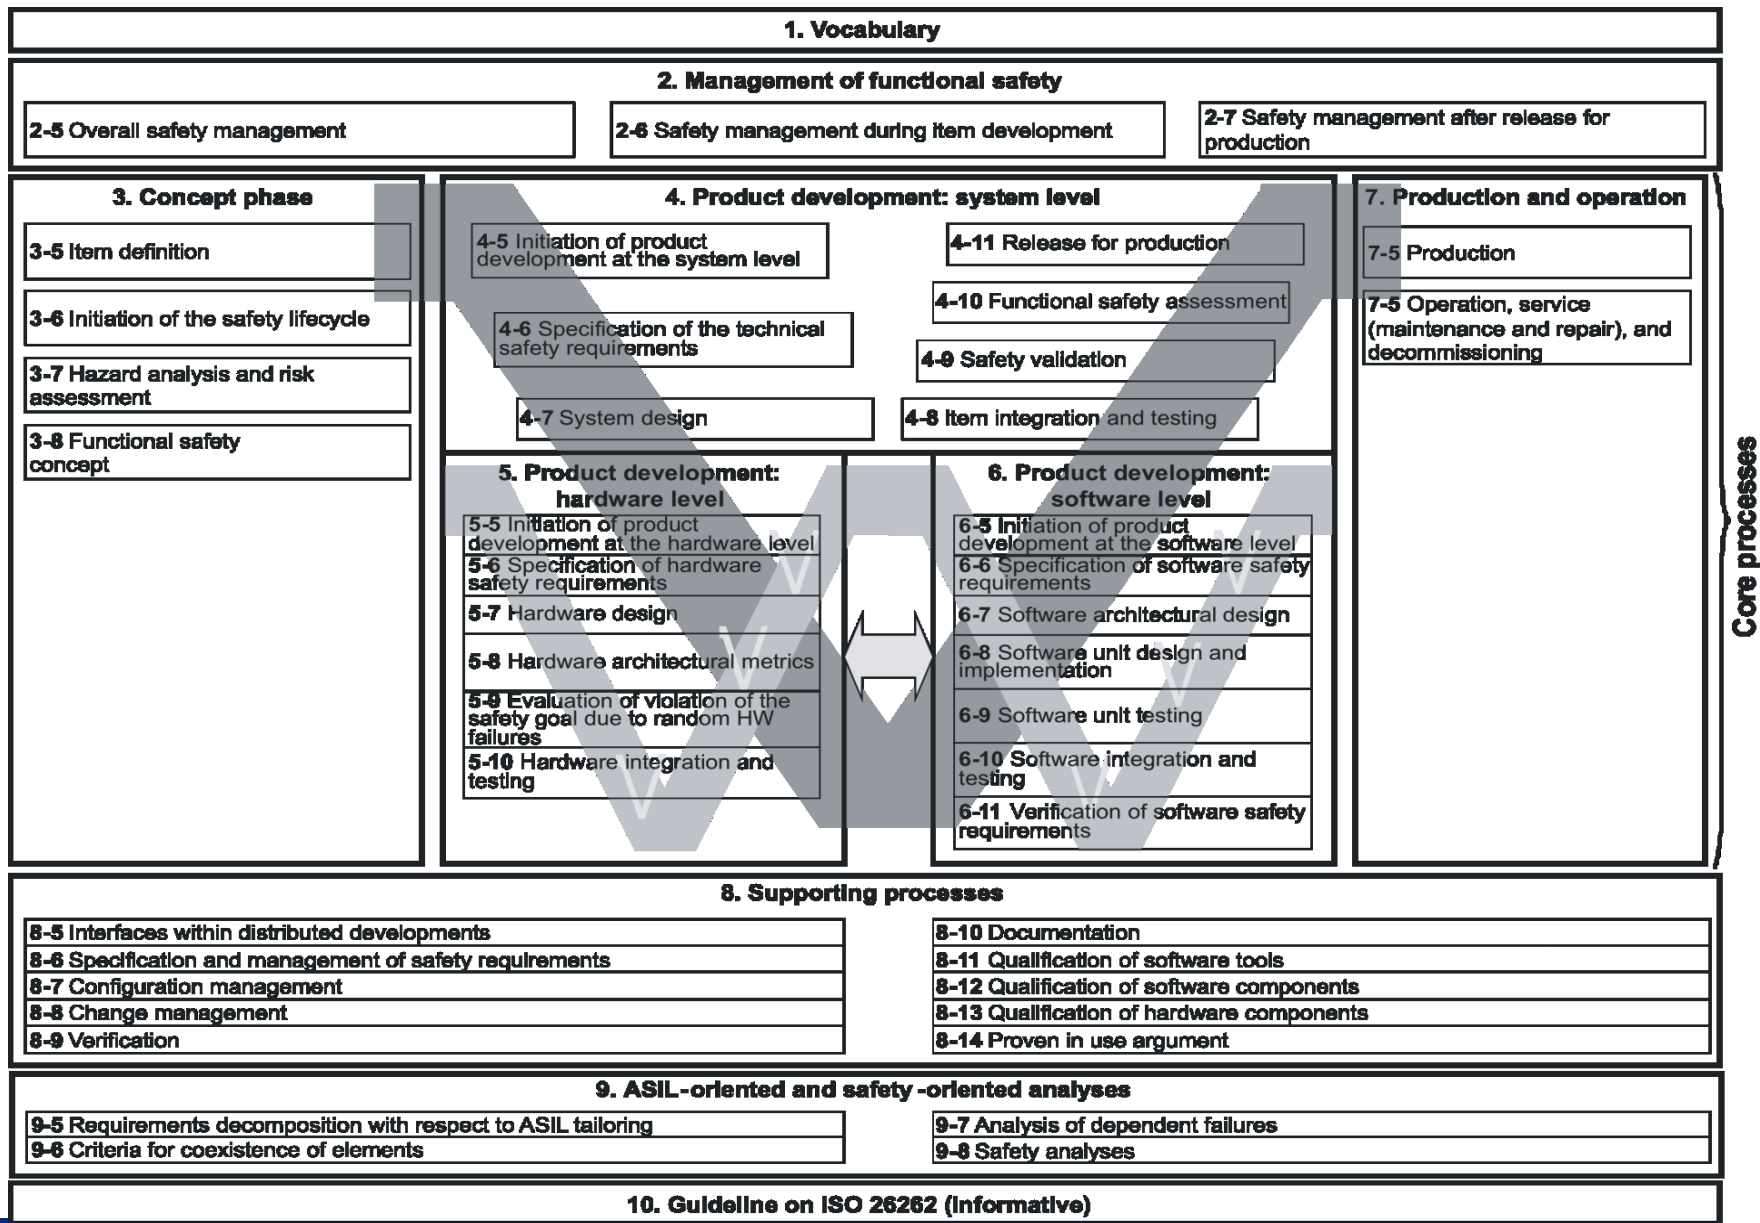 1. Vocabulary
2. Management of functional safety
2-5 Overall safety management
2-6 Safety management during item development
2-7 Safety management after release for
production
3. Concept phase
3-5 Item definition
3-6 Initiation of the safety lifecycle
3-7 Hazard analysis and risk
assessment
3-8 Functional safety
concept
4. Product development: system level
4-5 Initiation of product
development at the system level
4-6 Specification of the technical
safety requirements
4-7 System design
4-11 Release for production
4-10 Functional safety assessment
4-9 Safety validation
4-8 Item integration and testing
5. Product development:
hardware level
5-5 Initiation of product
development at the hardware level
5-6 Specification of hardware
safety requirements
5-7 Hardware design
5-8 Hardware architectural metrics
5-9 Evaluation of violation of the
safety goal due to random HW
failures
5-10 Hardware integration and
testing
6. Product development:
software level
6-5 Initiation of product
development at the software level
6-6 Specification of software safety
requirements
6-7 Software architectural design
6-8 Software unit design and
implementation
6-9 Software unit testing
6-10 Software integration and
testing
6-11 Verification of software safety
requirements
7. Production and operation
7-5 Production
7-5 Operation, service
(maintenance and repair), and
decommissioning
Core processes
8. Supporting processes
8-5 Interfaces within distributed developments
8-6 Specification and management of safety requirements
8-7 Configuration management
8-8 Change management
8-9 Verification
8-10 Documentation
8-11 Qualification of software tools
8-12 Qualification of software components
8-13 Qualification of hardware components
8-14 Proven in use argument
9. ASIL-oriented and safety-oriented analyses
9-5 Requirements decomposition with respect to ASIL tailoring
9-6 Criteria for coexistence of elements
9-7 Analysis of dependent failures
9-8 Safety analyses
10. Guideline on ISO 26262 (informative)